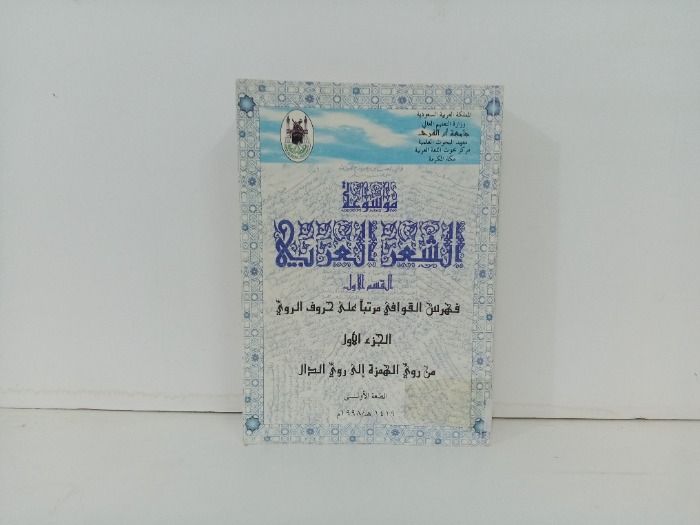 المملكة العربية السعودية
وزارة التعليم العالي
جامعة أم القرى
معهد البحوث العلمية
مركز بحوث اللغة العربية
مكة المكرمة
موسوعة
الشعر العربي
القسم الأول
فهرس القوافي مرتباً على حروف الروي
الجزء الأول
من رويّ الهمزة إلى رويّ الدال
الطبعة الأولى
١٤١٩هـ/١٩٩٨م